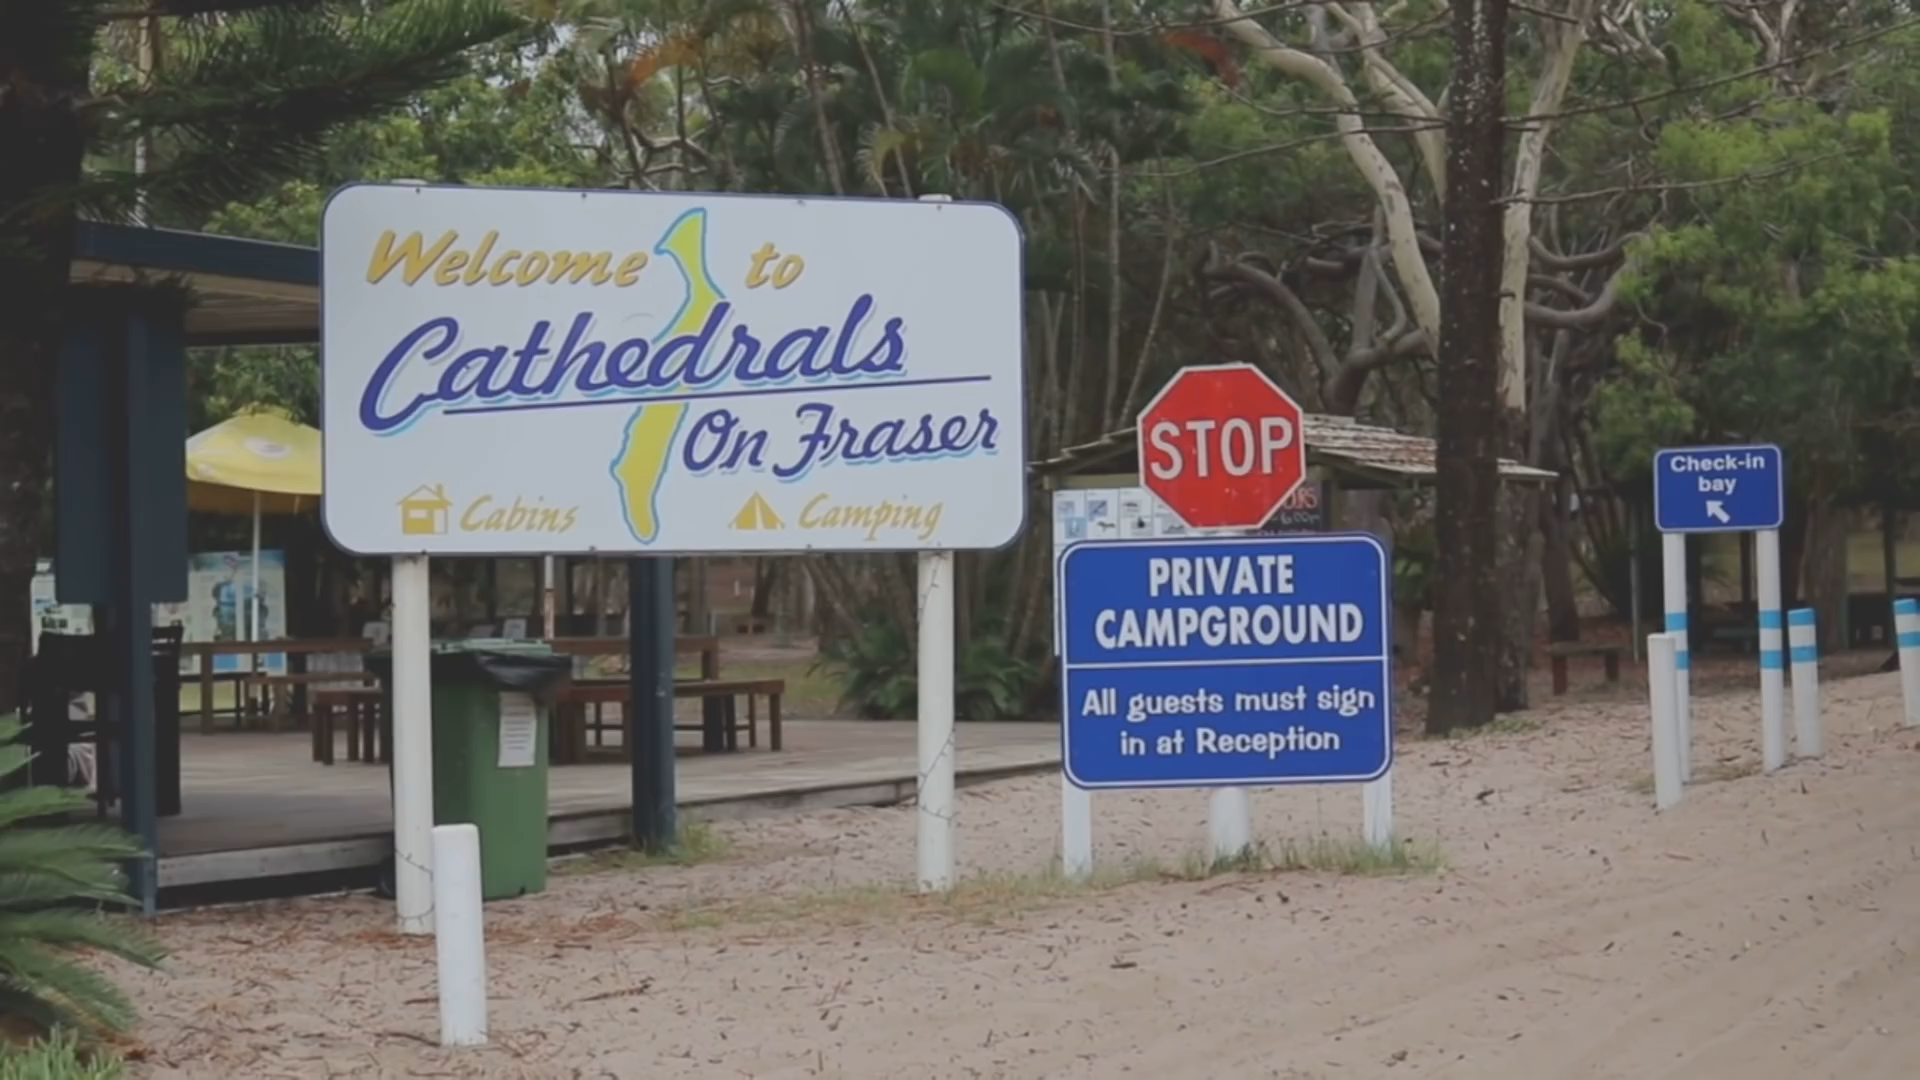 Welcome to
Cathedrals
On Fraser
Cabins
Camping
STOP
PRIVATE
CAMPGROUND
All guests must sign
in at Reception
Check-in
bay